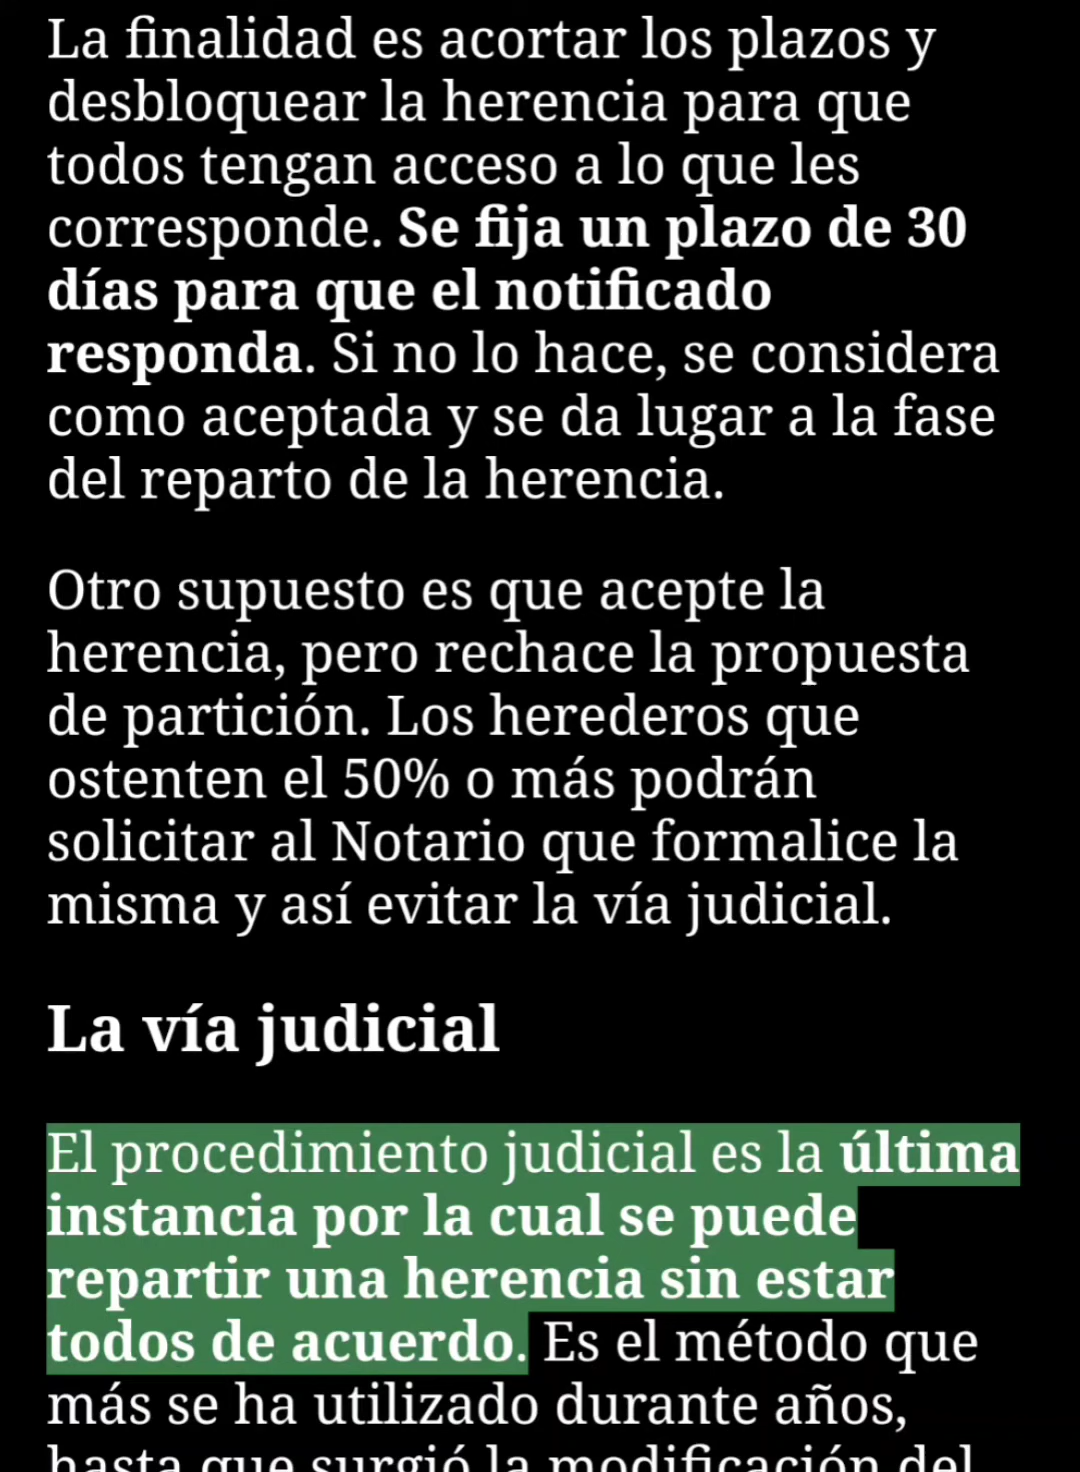 La finalidad es acortar los plazos y
desbloquear la herencia para que
todos tengan acceso a lo que les
corresponde. Se fija un plazo de 30
días para que el notificado
responda. Si no lo hace, se considera
como aceptada y se da lugar a la fase
del reparto de la herencia.
Otro supuesto es que acepte la
herencia, pero rechace la propuesta
de partición. Los herederos que
ostenten el 50% o más podrán
solicitar al Notario que formalice la
misma y así evitar la vía judicial.
La vía judicial
El procedimiento judicial es la última
instancia por la cual se puede
repartir una herencia sin estar
todos de acuerdo. Es el método que
más se ha utilizado durante años,
hasta que surgió la modificación del